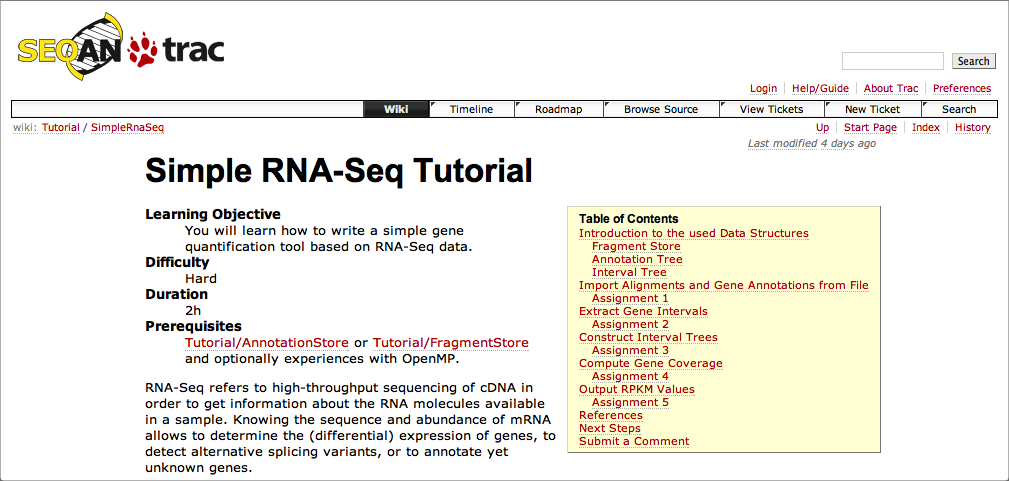 SEQAN trac
Search
Login Help/Guide About Trac Preferences
Wiki Timeline Roadmap Browse Source View Tickets New Ticket Search
wiki: Tutorial / SimpleRnaSeq
Up Start Page Index History
Last modified 4 days ago
Simple RNA-Seq Tutorial
Learning Objective
You will learn how to write a simple gene
quantification tool based on RNA-Seq data.
Difficulty
Hard
Duration
2h
Prerequisites
Tutorial/AnnotationStore or Tutorial/FragmentStore
and optionally experiences with OpenMP.
RNA-Seq refers to high-throughput sequencing of cDNA in
order to get information about the RNA molecules available
in a sample. Knowing the sequence and abundance of mRNA
allows to determine the (differential) expression of genes, to
detect alternative splicing variants, or to annotate yet
unknown genes.
Table of Contents
Introduction to the used Data Structures
Fragment Store
Annotation Tree
Interval Tree
Import Alignments and Gene Annotations from File
Assignment 1
Extract Gene Intervals
Assignment 2
Construct Interval Trees
Assignment 3
Compute Gene Coverage
Assignment 4
Output RPKM Values
Assignment 5
References
Next Steps
Submit a Comment